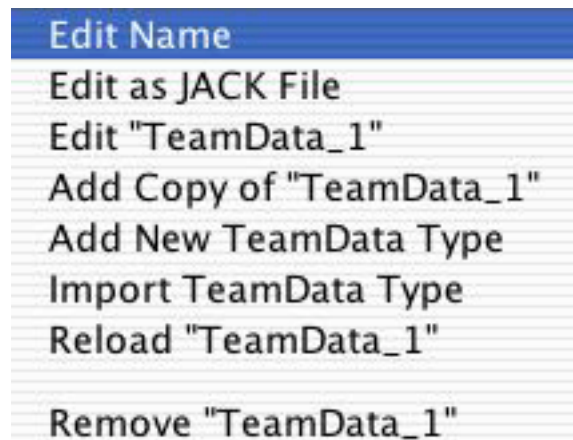 Edit Name
Edit as JACK File
Edit "TeamData_1"
Add Copy of "TeamData_1"
Add New TeamData Type
Import TeamData Type
Reload "TeamData_1"
Remove "TeamData_1"